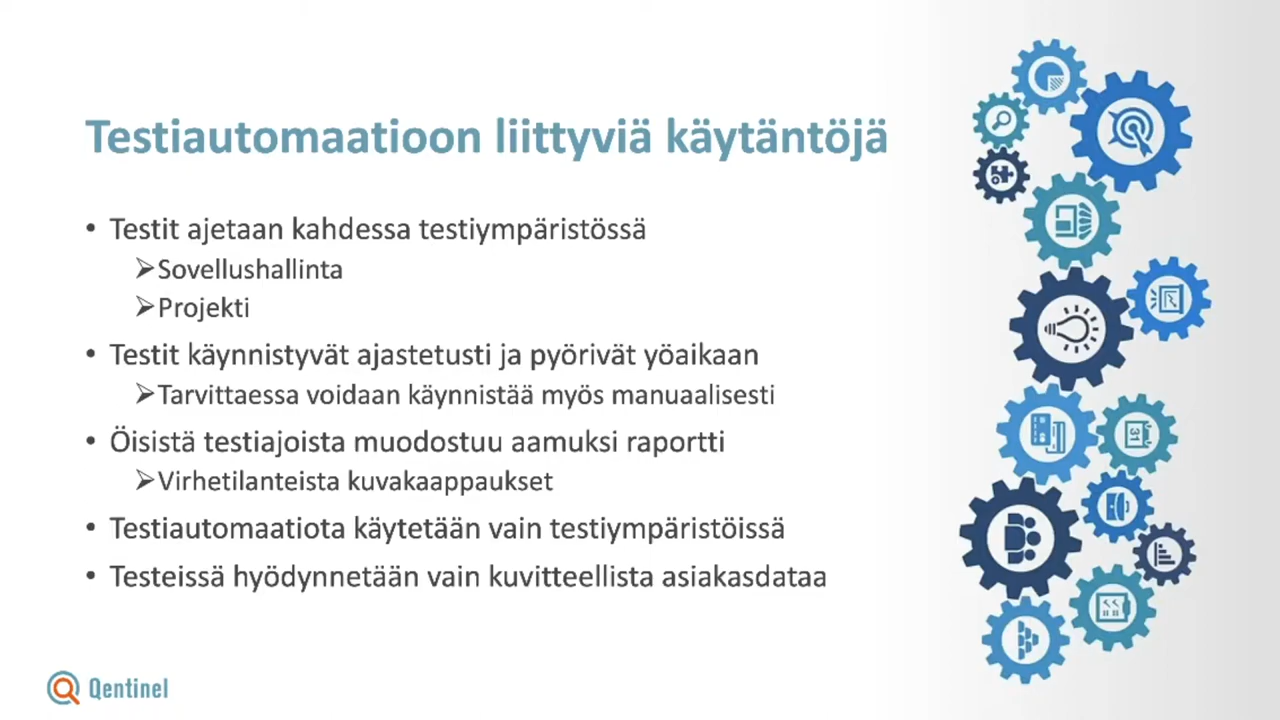 Testiautomaatioon liittyviä käytäntöjä
• Testit ajetaan kahdessa testiympäristössä
➢Sovellushallinta
➢Projekti
• Testit käynnistyvät ajastetusti ja pyörivät yöaikaan
➢Tarvittaessa voidaan käynnistää myös manuaalisesti
• Öisistä testiajoista muodostuu aamuksi raportti
➢Virhetilanteista kuvakaappaukset
• Testiautomaatiota käytetään vain testiympäristöissä
• Testeissä hyödynnetään vain kuvitteellista asiakasdataa
31
Qentinel